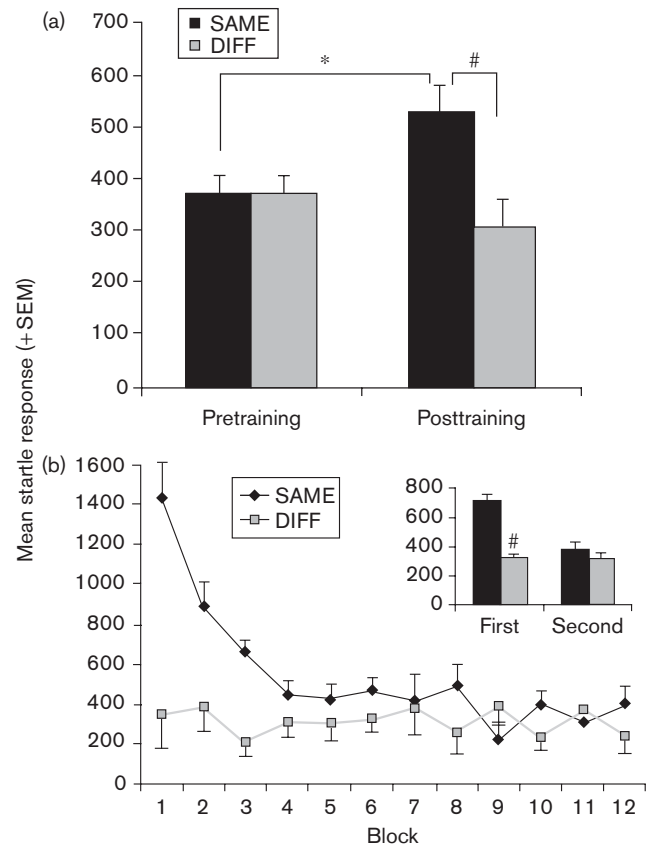 (a)
700
600
500
400
300
200
100
0
SAME
DIFF
*
#
Pretraining
Posttraining
Mean startle response (+SEM)
(b)
1600
1400
1200
1000
800
600
400
200
0
SAME
DIFF
800
600
400
200
0
#
First
Second
1 2 3 4 5 6 7 8 9 10 11 12
Block